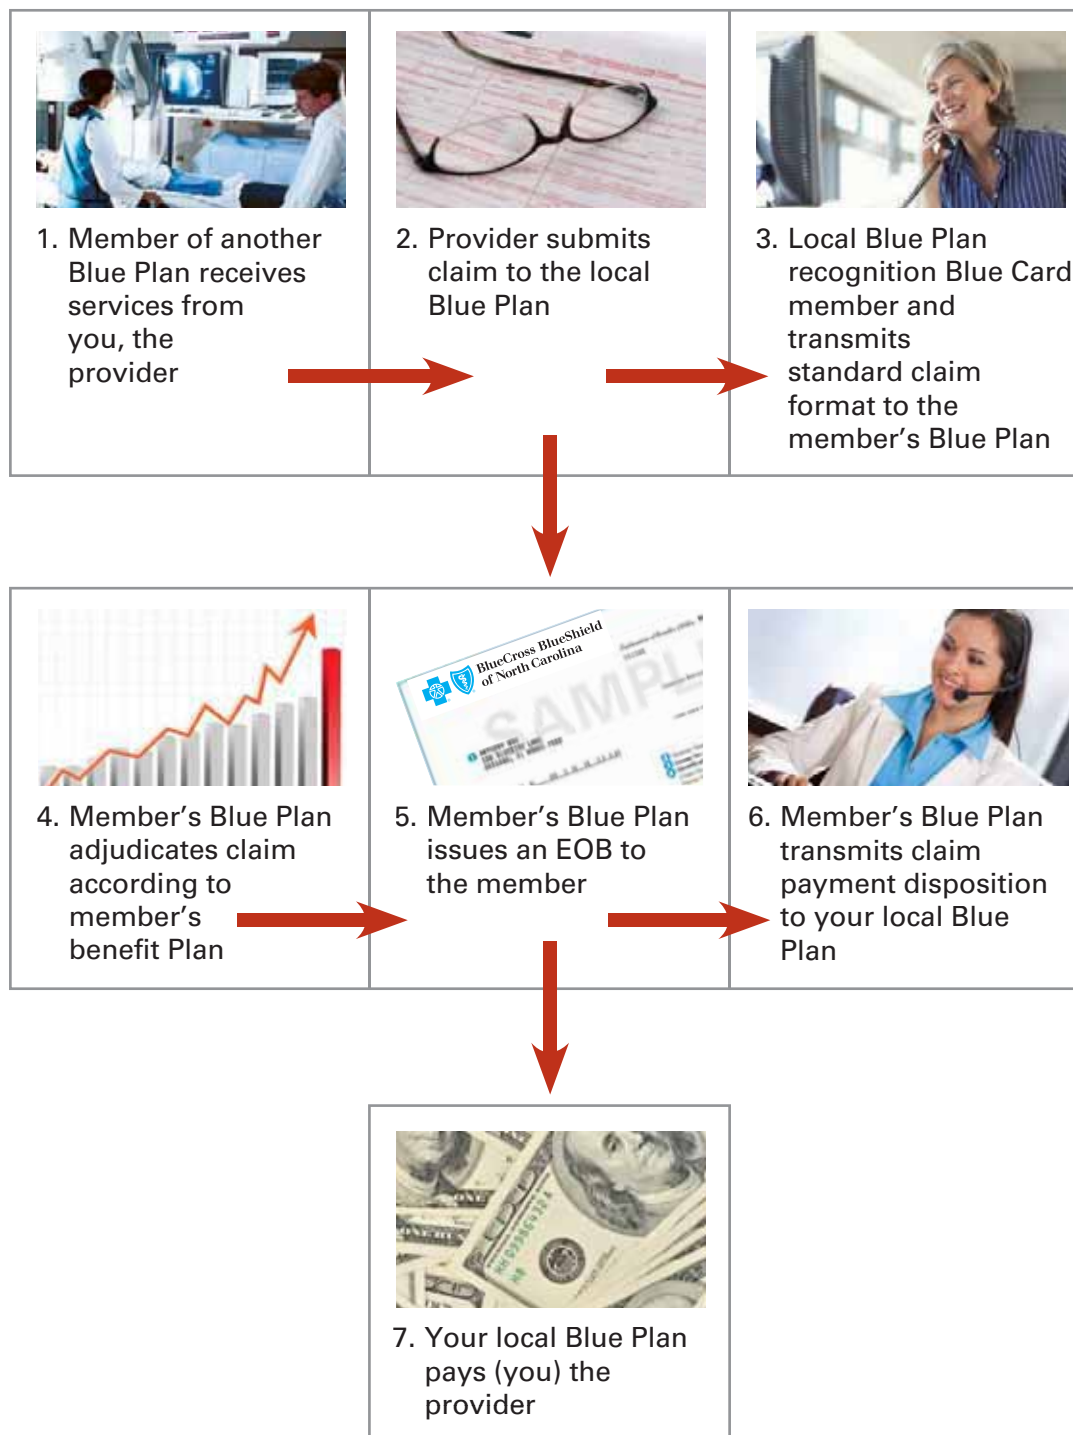 1. Member of another
Blue Plan receives
services from
you, the
provider
2. Provider submits
claim to the local
Blue Plan
3. Local Blue Plan
recognition Blue Card
member and
transmits
standard claim
format to the
member's Blue Plan
BlueCross BlueShield
of North Carolina
SAMPL
4. Member's Blue Plan
adjudicates claim
according to
member's
benefit Plan
5. Member's Blue Plan
issues an EOB to
the member
6. Member's Blue Plan
transmits claim
payment disposition
to your local Blue
Plan
HH 03986432 A
H8
7. Your local Blue Plan
pays (you) the
provider